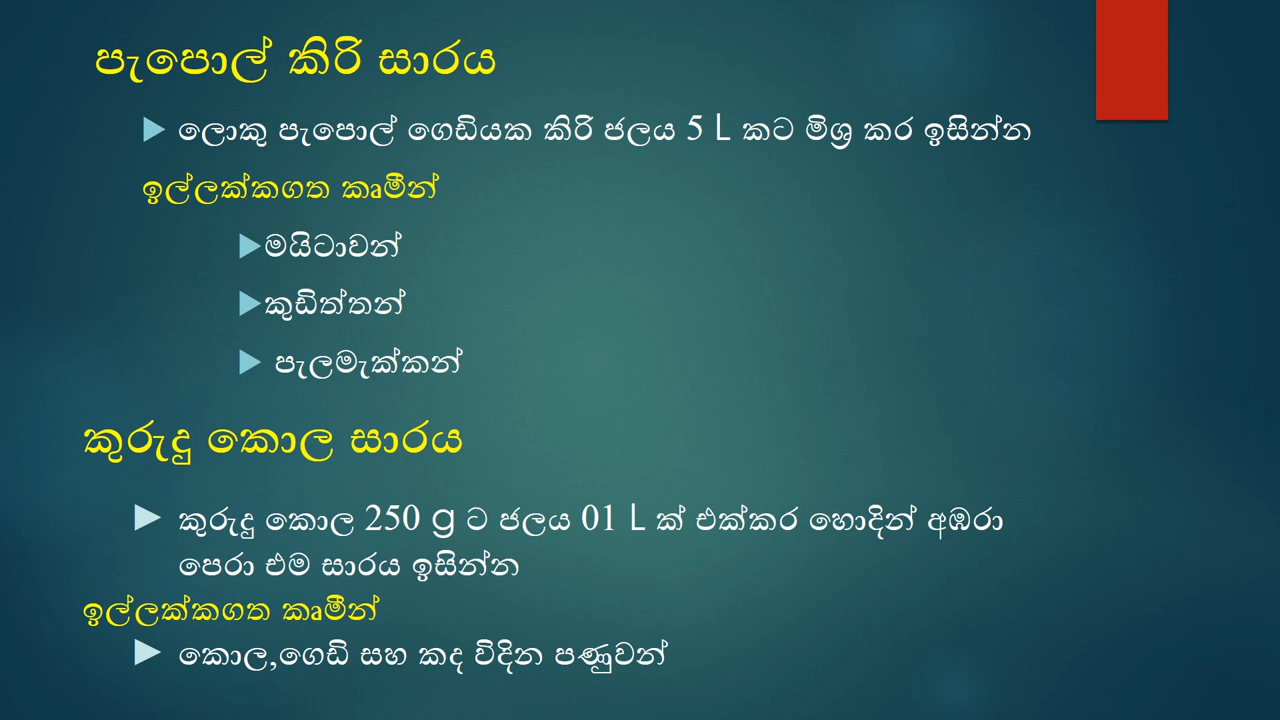 පැපොල් කිරි සාරය
ලොකු පැපොල් ගෙඩියක කිරි ජලය 5 L කට මිශ්‍ර කර ඉසින්න
ඉල්ලක්කගත කෘමීන්
මයිටාවන්
කුඩිත්තන්
පැලමැක්කන්
කුරුදු කොල සාරය
කුරුදු කොල 250 g ට ජලය 01 L ක් එක්කර හොදින් අඹරා
පෙරා එම සාරය ඉසින්න
ඉල්ලක්කගත කෘමීන්
කොල,ගෙඩි සහ කද විදින පණුවන්